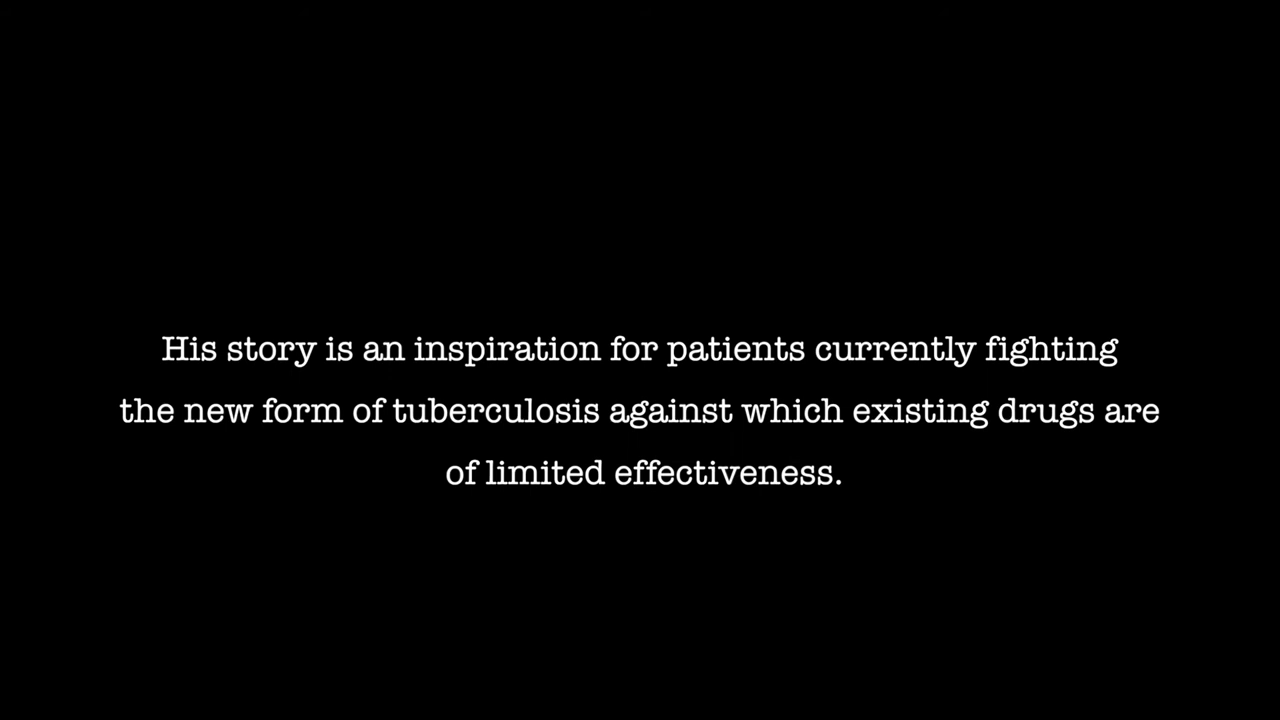 His story is an inspiration for patients currently fighting
the new form of tuberculosis against which existing drugs are
of limited effectiveness.